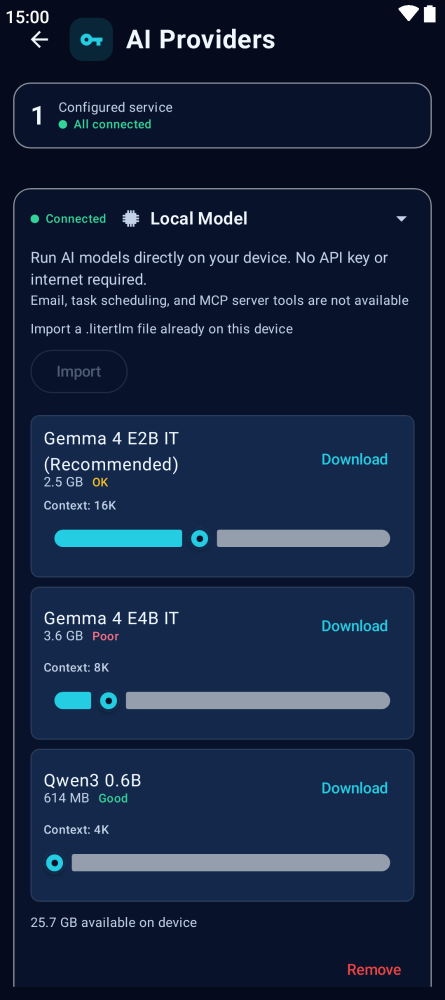 15:00
AI Providers
1
Configured service
All connected
Connected
Local Model
Run AI models directly on your device. No API key or
internet required.
Email, task scheduling, and MCP server tools are not available
Import a .litertlm file already on this device
Import
Gemma 4 E2B IT
(Recommended)
2.5 GB OK
Download
Context: 16K
Gemma 4 E4B IT
3.6 GB Poor
Download
Context: 8K
Qwen3 0.6B
614 MB Good
Download
Context: 4K
25.7 GB available on device
Remove